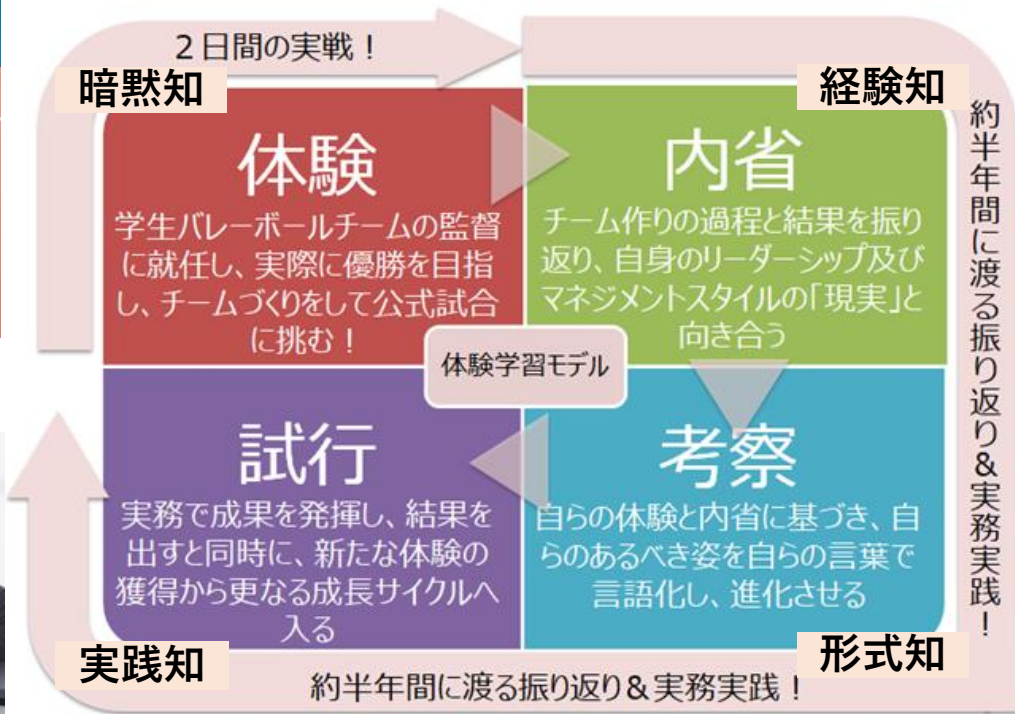 2日間の実戦！
暗黙知
経験知
体験
学生バレーボールチームの監督
に就任し、実際に優勝を目指
し、チームづくりをして公式試合
に挑む！
内省
チーム作りの過程と結果を振り
返り、自身のリーダーシップ及び
マネジメントスタイルの「現実」と
向き合う
約半年間に渡る振り返り＆実務実践！
体験学習モデル
試行
実務で成果を発揮し、結果を
出すと同時に、新たな体験の
獲得から更なる成長サイクルへ
入る
考察
自らの体験と内省に基づき、自
らのあるべき姿を自らの言葉で
言語化し、進化させる
実践知
形式知
約半年間に渡る振り返り＆実務実践！